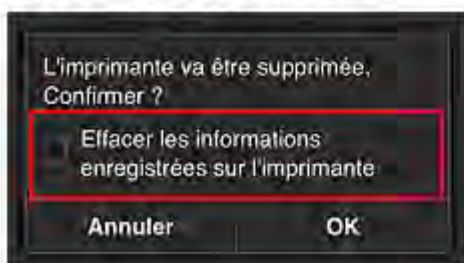 L'imprimante va être supprimée.
Confirmer ?
Effacer les informations
enregistrées sur l'imprimante
Annuler OK